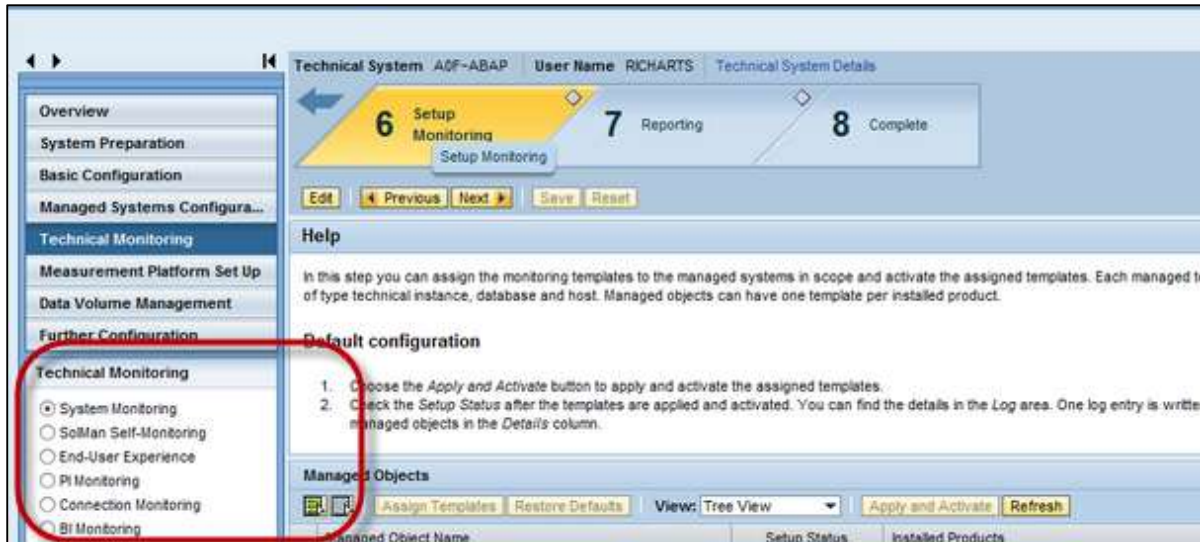 Technical System A0F-ABAP User Name RICHARTS Technical System Details
6 Setup Monitoring
7 Reporting
8 Complete
Setup Monitoring
Overview
System Preparation
Basic Configuration
Managed Systems Configura...
Technical Monitoring
Measurement Platform Set Up
Data Volume Management
Further Configuration
Technical Monitoring
System Monitoring
SolMan Self-Monitoring
End-User Experience
PI Monitoring
Connection Monitoring
BI Monitoring
Edit Previous Next Save Reset
Help
In this step you can assign the monitoring templates to the managed systems in scope and activate the assigned templates. Each managed
of type technical instance, database and host. Managed objects can have one template per installed product.
Default configuration
1. Choose the Apply and Activate button to apply and activate the assigned templates.
2. Check the Setup Status after the templates are applied and activated. You can find the details in the Log area. One log entry is writte
managed objects in the Details column.
Managed Objects
Assign Templates Restore Defaults View: Tree View Apply and Activate Refresh
Managed Object Name Setup Status Installed Products